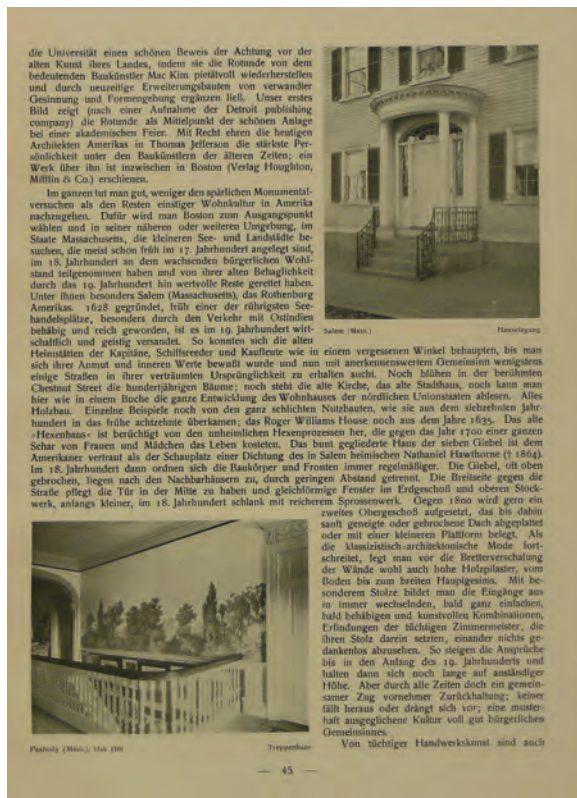 die Universität einen schönen Beweis der Achtung vor der
alten Kunst ihres Landes, indem sie die Rotunde von dem
bedeutenden Baukünstler Mac Kim pietätvoll wiederherstellen
und durch neuzeitige Erweiterungsbauten von verwandter
Gesinnung und Formengebung ergänzen ließ. Unser erstes
Bild zeigt (nach einer Aufnahme der Detroit publishing
company) die Rotunde als Mittelpunkt der schönen Anlage
bei einer akademischen Feier. Mit Recht ehren die heutigen
Architekten Amerikas in Thomas Jefferson die stärkste Per-
sönlichkeit unter den Baukünstlern der älteren Zeiten; ein
Werk über ihn ist inzwischen in Boston (Verlag Houghton,
Mifflin & Co.) erschienen.
Im ganzen tut man gut, weniger den spärlichen Monumental-
versuchen als den Resten einstiger Wohnkultur in Amerika
nachzugehen. Dafür wird man Boston zum Ausgangspunkt
wählen und in seiner näheren oder weiteren Umgebung, im
Staate Massachusetts, die kleineren See- und Landstädte be-
suchen, die meist schon früh im 17. Jahrhundert angelegt sind,
im 18. Jahrhundert an dem wachsenden bürgerlichen Wohl-
stand teilgenommen haben und von ihrer alten Behaglichkeit
durch das 19. Jahrhundert hin wertvolle Reste gerettet haben.
Unter ihnen besonders Salem (Massachusetts), das Rothenburg
Amerikas. 1628 gegründet, früh einer der rührigsten See-
handelsplätze, besonders durch den Verkehr mit Ostindien
behäbig und reich geworden, ist es im 19. Jahrhundert wirt-
schaftlich und geistig versandet. So konnten sich die alten
Salem (Mass.)
Hauseingang
Heimstätten der Kapitäne, Schiffsreeder und Kaufleute wie in einem vergessenen Winkel behaupten, bis man
sich ihrer Anmut und inneren Werte bewußt wurde und nun mit anerkennenswertem Gemeinsinn wenigstens
einige Straßen in ihrer verträumten Ursprünglichkeit zu erhalten sucht. Noch blühen in der berühmten
Chestnut Street die hundertjährigen Bäume; noch steht die alte Kirche, das alte Stadthaus, noch kann man
hier wie in einem Buche die ganze Entwicklung des Wohnhauses der nördlichen Unionstaaten ablesen. Alles
Holzbau. Einzelne Beispiele noch von den ganz schlichten Nutzbauten, wie sie aus dem siebzehnten Jahr-
hundert in das frühe achtzehnte überkamen; das Roger Williams House noch aus dem Jahre 1635. Das alte
»Hexenhaus« ist berüchtigt von den unheimlichen Hexenprozessen her, die gegen das Jahr 1700 einer ganzen
Schar von Frauen und Mädchen das Leben kosteten. Das bunt gegliederte Haus der sieben Giebel ist dem
Amerikaner vertraut als der Schauplatz einer Dichtung des in Salem heimischen Nathaniel Hawthorne († 1864).
Im 18. Jahrhundert dann ordnen sich die Baukörper und Fronten immer regelmäßiger. Die Giebel, oft oben
gebrochen, liegen nach den Nachbarhäusern zu, durch geringen Abstand getrennt. Die Breitseite gegen die
Straße pflegt die Tür in der Mitte zu haben und gleichförmige Fenster im Erdgeschoß und oberen Stock-
werk, anfangs kleiner, im 18. Jahrhundert schlank mit reicherem Sprossenwerk. Gegen 1800 wird gern ein
zweites Obergeschoß aufgesetzt, das bis dahin
sanft geneigte oder gebrochene Dach abgeplattet
oder mit einer kleineren Plattform belegt. Als
die klassizistisch-architektonische Mode fort-
schreitet, legt man vor die Bretterverschalung
der Wände wohl auch hohe Holzpilaster, vom
Boden bis zum breiten Hauptgesims. Mit be-
sonderem Stolze bildet man die Eingänge aus
in immer wechselnden, bald ganz einfachen,
bald behäbigen und kunstvollen Kombinationen,
Erfindungen der tüchtigen Zimmermeister, die
ihren Stolz darein setzten, einander nichts ge-
dankenlos abzusehen. So steigen die Ansprüche
bis in den Anfang des 19. Jahrhunderts und
halten dann sich noch lange auf anständiger
Höhe. Aber durch alle Zeiten doch ein gemein-
samer Zug vornehmer Zurückhaltung; keiner
fällt heraus oder drängt sich vor; eine muster-
haft ausgeglichene Kultur voll gut bürgerlichen
Gemeinsinnes.
Von tüchtiger Handwerkskunst sind auch
Peabody (Mass.),
Treppenhaus
— 45 —